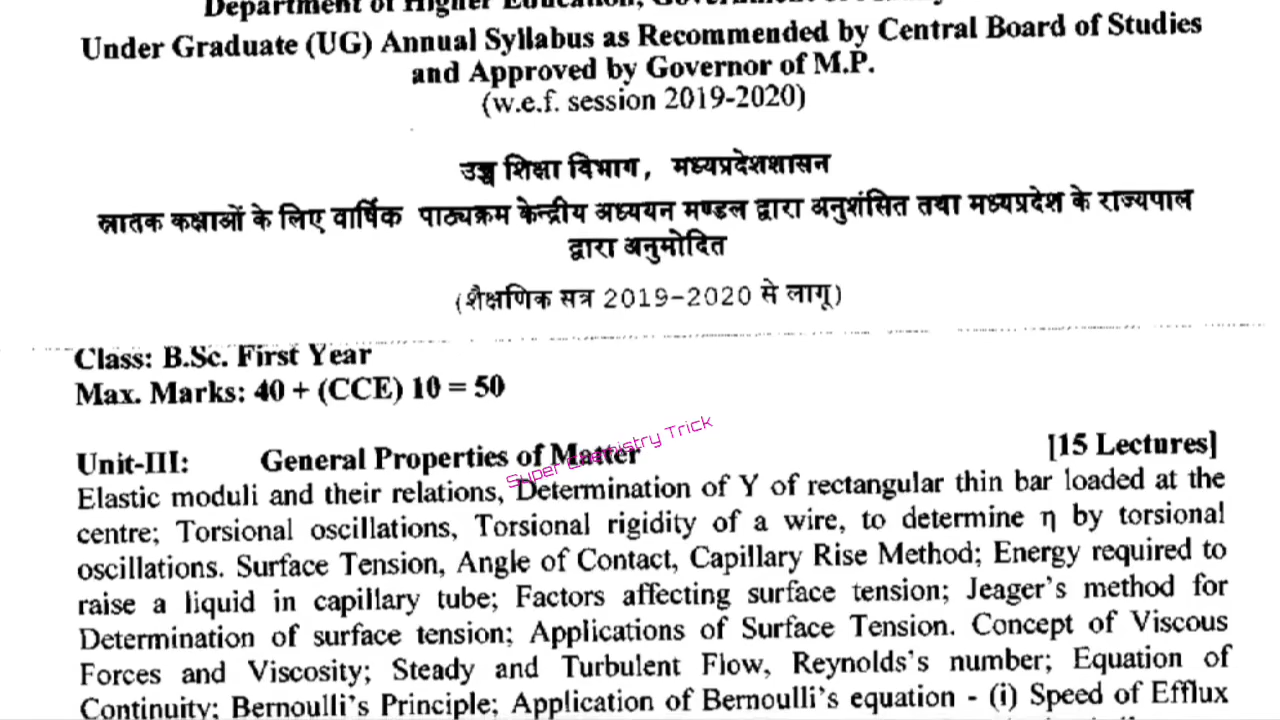 Department of Higher Education, Government of
Under Graduate (UG) Annual Syllabus as Recommended by Central Board of Studies
and Approved by Governor of M.P.
(w.e.f. session 2019-2020)
उच्च शिक्षा विभाग, मध्यप्रदेशशासन
स्नातक कक्षाओं के लिए वार्षिक पाठ्यक्रम केन्द्रीय अध्ययन मण्डल द्वारा अनुशंसित तथा मध्यप्रदेश के राज्यपाल
द्वारा अनुमोदित
(शैक्षणिक सत्र 2019-2020 से लागू)
Class: B.Sc. First Year
Max. Marks: 40 + (CCE) 10 = 50
Super Chemistry Trick
Unit-III: General Properties of Matter [15 Lectures]
Elastic moduli and their relations, Determination of Y of rectangular thin bar loaded at the
centre; Torsional oscillations, Torsional rigidity of a wire, to determine η by torsional
oscillations. Surface Tension, Angle of Contact, Capillary Rise Method; Energy required to
raise a liquid in capillary tube; Factors affecting surface tension; Jeager's method for
Determination of surface tension; Applications of Surface Tension. Concept of Viscous
Forces and Viscosity; Steady and Turbulent Flow, Reynolds's number; Equation of
Continuity; Bernoulli's Principle; Application of Bernoulli's equation - (i) Speed of Efflux